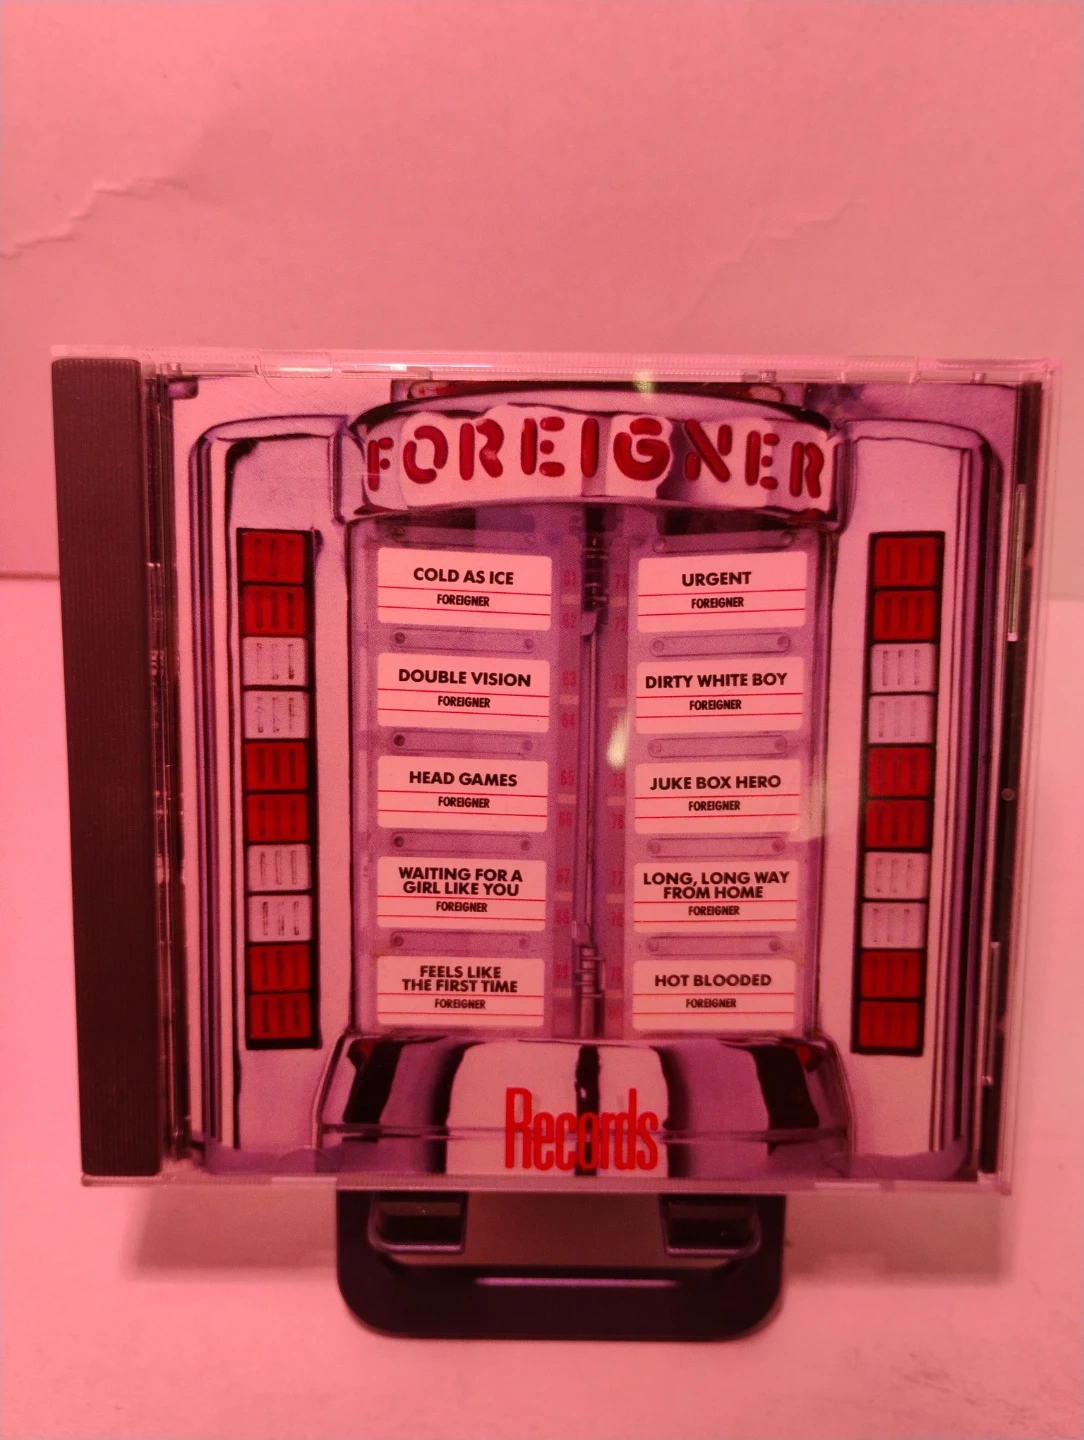 FOREIGNER
COLD AS ICE
FOREIGNER
DOUBLE VISION
FOREIGNER
HEAD GAMES
FOREIGNER
WAITING FOR A
GIRL LIKE YOU
FOREIGNER
FEELS LIKE
THE FIRST TIME
FOREIGNER
URGENT
FOREIGNER
DIRTY WHITE BOY
FOREIGNER
JUKE BOX HERO
FOREIGNER
LONG, LONG WAY
FROM HOME
FOREIGNER
HOT BLOODED
FOREIGNER
Records